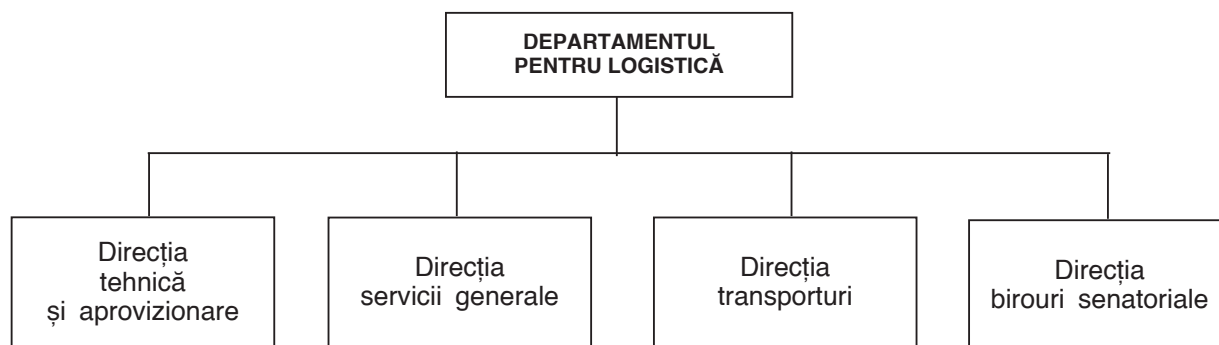 DEPARTAMENTUL
PENTRU LOGISTICĂ
Direcția
tehnică
și aprovizionare
Direcția
servicii generale
Direcția
transporturi
Direcția
birouri senatoriale